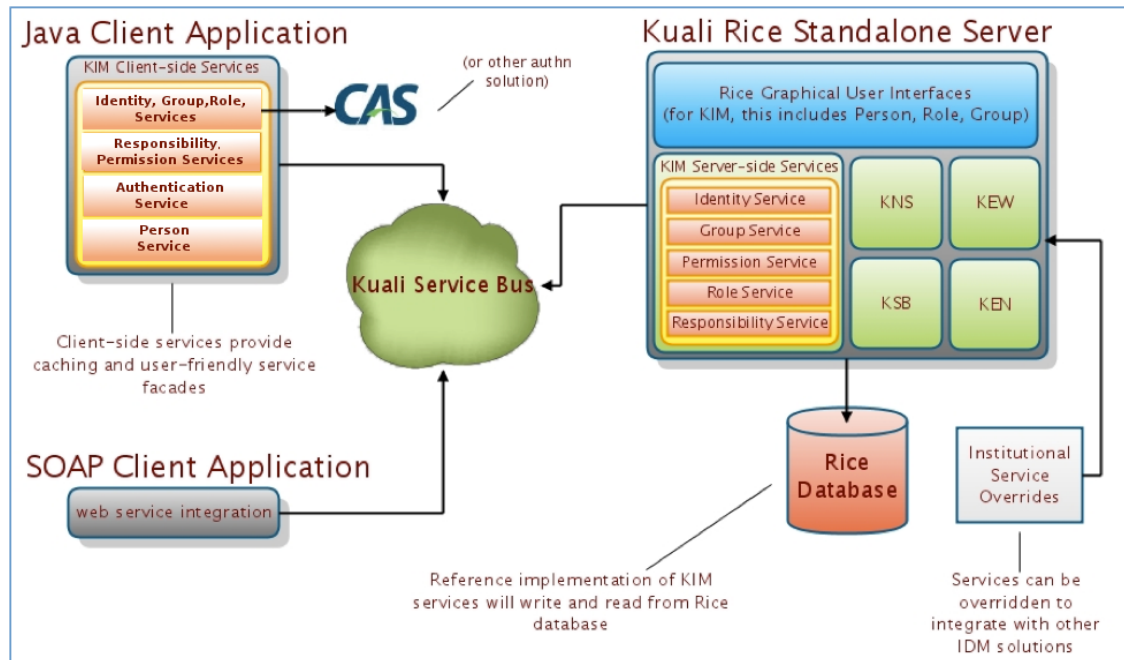 Java Client Application
KIM Client-side Services
Identity, Group,Role,
Services
Responsibility,
Permission Services
Authentication
Service
Person
Service
CAS
(or other authn
solution)
Client-side services provide
caching and user-friendly service
facades
Kuali Service Bus
SOAP Client Application
web service integration
Kuali Rice Standalone Server
Rice Graphical User Interfaces
(for KIM, this includes Person, Role, Group)
KIM Server-side Services
Identity Service
Group Service
Permission Service
Role Service
Responsibility Service
KNS
KEW
KSB
KEN
Rice
Database
Institutional
Service
Overrides
Reference implementation of KIM
services will write and read from Rice
database
Services can be
overridden to
integrate with other
IDM solutions